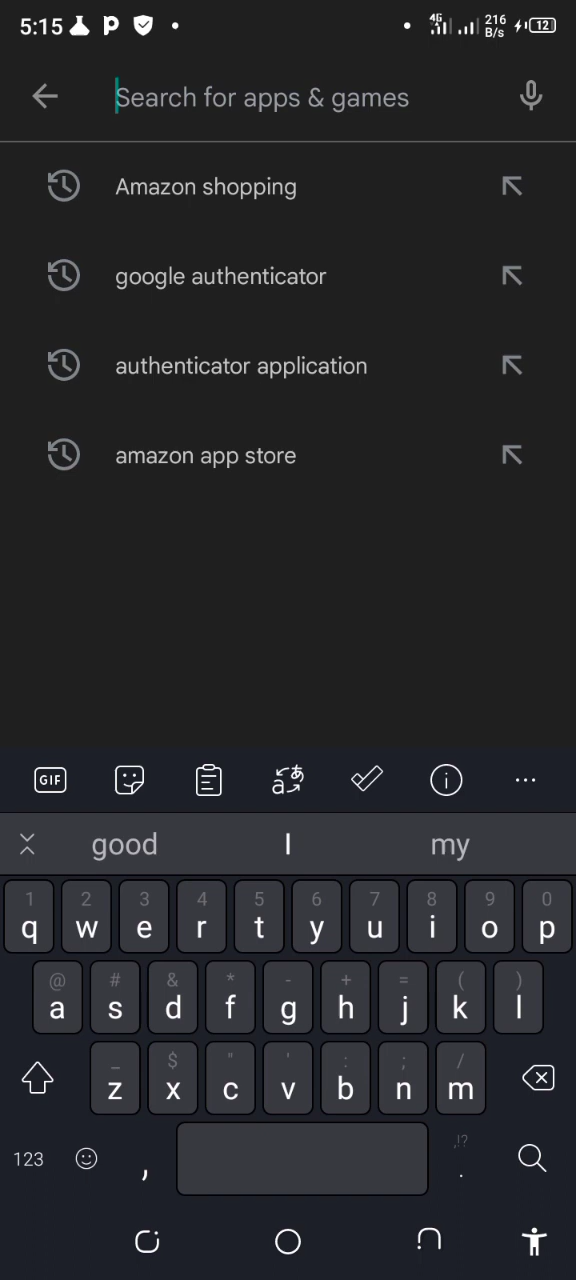 5:15 4G 216 B/s 12
Search for apps & games
Amazon shopping
google authenticator
authenticator application
amazon app store
GIF
good I my
1 2 3 4 5 6 7 8 9 0
q w e r t y u i o p
@ # & * - + = ( )
a s d f g h j k l
_ $ " ' : ; /
z x c v b n m
123 , ,!? .